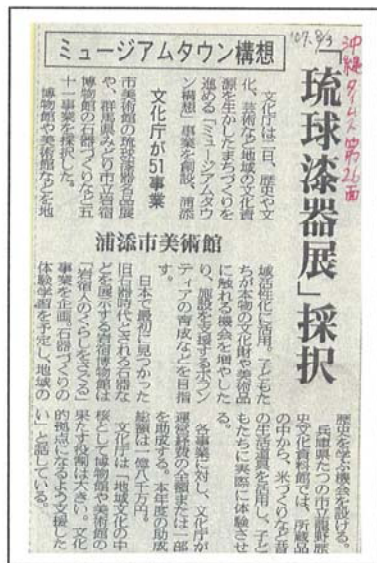 '07.8/3
沖縄タイムス 第26面
ミュージアムタウン構想
「琉球漆器展」採択
浦添市美術館
文化庁が51事業
文化庁は二日、歴史や文
化、芸術など地域の文化資
源を生かしたまちづくりを
進める「ミュージアムタウ
ン構想」事業を創設、浦添
市美術館の琉球漆器名品展
や、群馬県みどり市立岩宿
博物館の石器づくりなど五
十一事業を採択した。
博物館や美術館などを地
域活性化に活用。子どもた
ちが本物の文化財や美術品
に触れる機会を増やした
り、施設を支援するボラン
ティアの育成などを目指
す。
日本で最初に見つかった
旧石器時代とされる石器な
どを展示する岩宿博物館は
「岩宿人のくらしをさぐる」
事業を企画。石器づくりの
体験学習を予定し、地域の
歴史を学ぶ機会を設ける。
兵庫県たつの市立龍野歴
史文化資料館では、所蔵品
の中から、米づくりなど昔
の生活道具を活用し、子ど
もたちに実際に体験させ
る。
各事業に対し、文化庁が
運営経費の全額または一部
を助成する。本年度の助成
総額は一億八千万円。
文化庁は「地域文化の中
核として博物館や美術館の
果たす役割は大きい。文化
的拠点になるよう支援した
い」と話している。